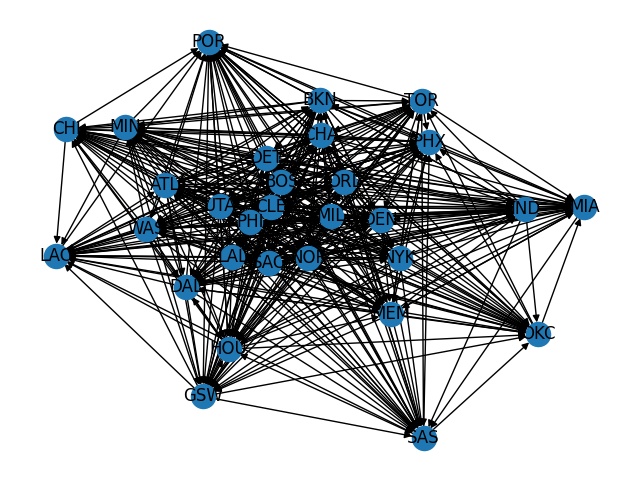 POR
BKN
TOR
CHI
MIN
CHA
PHX
DET
ATL
BOS
ORL
UTA
CLE
PHI
MIL
DEN
IND
MIA
WAS
LAC
LAL
SAC
NOP
NYK
DAL
MEM
OKC
HOU
GSW
SAS